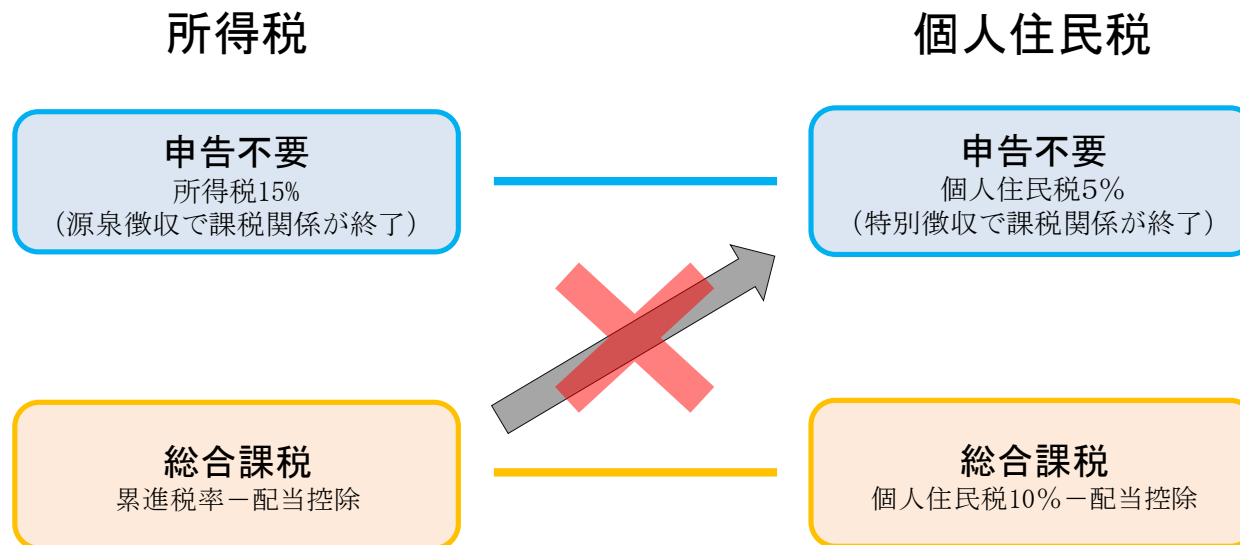 所得税
個人住民税
申告不要
所得税15%
(源泉徴収で課税関係が終了)
申告不要
個人住民税5%
(特別徴収で課税関係が終了)
総合課税
累進税率－配当控除
総合課税
個人住民税10%－配当控除